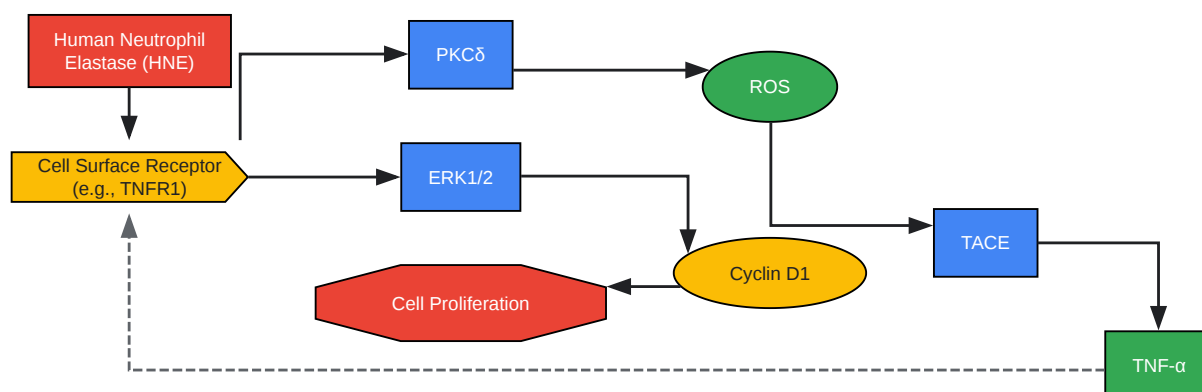 Human Neutrophil
Elastase (HNE)
PKCδ
ROS
Cell Surface Receptor
(e.g., TNFR1)
ERK1/2
TACE
Cyclin D1
Cell Proliferation
TNF-α